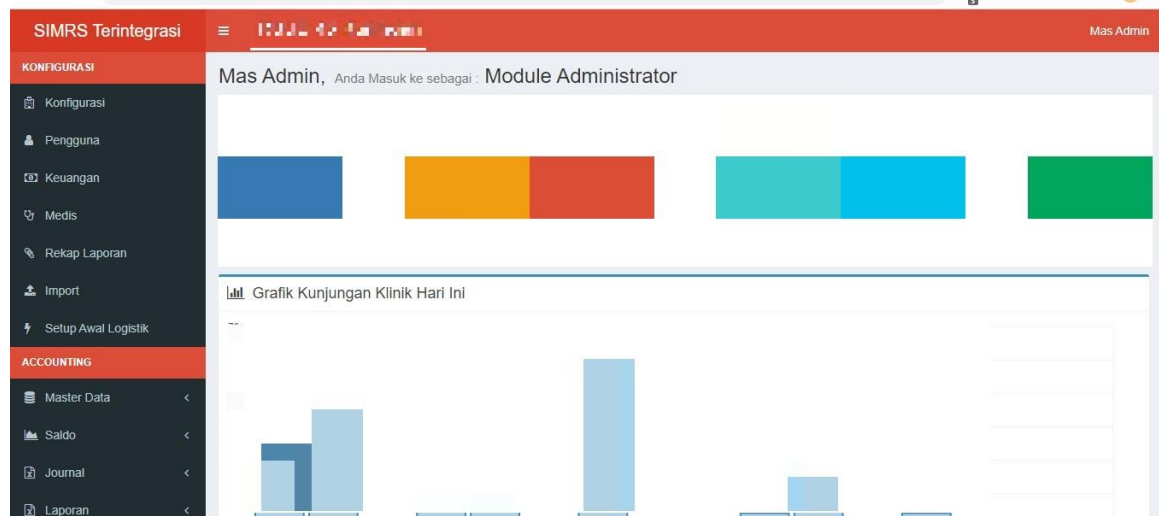 SIMRS Terintegrasi
Mas Admin
KONFIGURASI
Mas Admin, Anda Masuk ke sebagai : Module Administrator
Konfigurasi
Pengguna
Keuangan
Medis
Rekap Laporan
Import
Grafik Kunjungan Klinik Hari Ini
Setup Awal Logistik
ACCOUNTING
Master Data
Saldo
Journal
Laporan